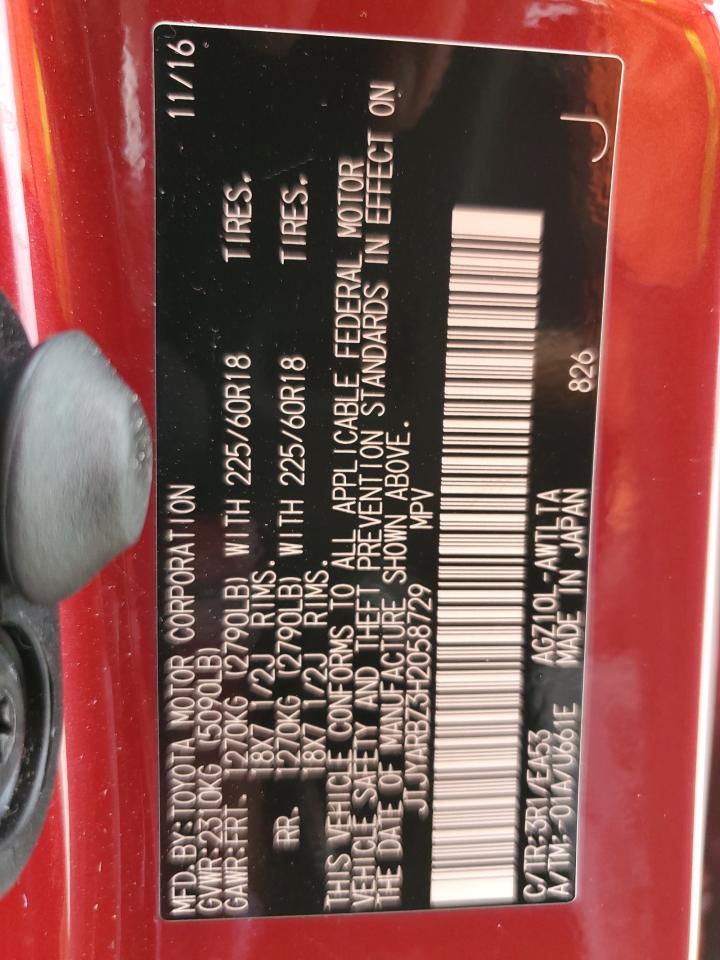 MFD.BY:TOYOTA MOTOR CORPORATION 11/16
GVWR:2310KG (5090LB)
GAWR:FRT. 1270KG (2790LB) WITH 225/60R18 TIRES.
18X7 1/2J RIMS.
RR. 1270KG (2790LB) WITH 225/60R18 TIRES.
18X7 1/2J RIMS.
THIS VEHICLE CONFORMS TO ALL APPLICABLE FEDERAL MOTOR
VEHICLE SAFETY AND THEFT PREVENTION STANDARDS IN EFFECT ON
THE DATE OF MANUFACTURE SHOWN ABOVE.
JTJYARBZ3H2058729 MPV
C/TR:3R1/EA53 AGZ10L-AWTLTA
A/TM:-01A/U661E MADE IN JAPAN 826 J